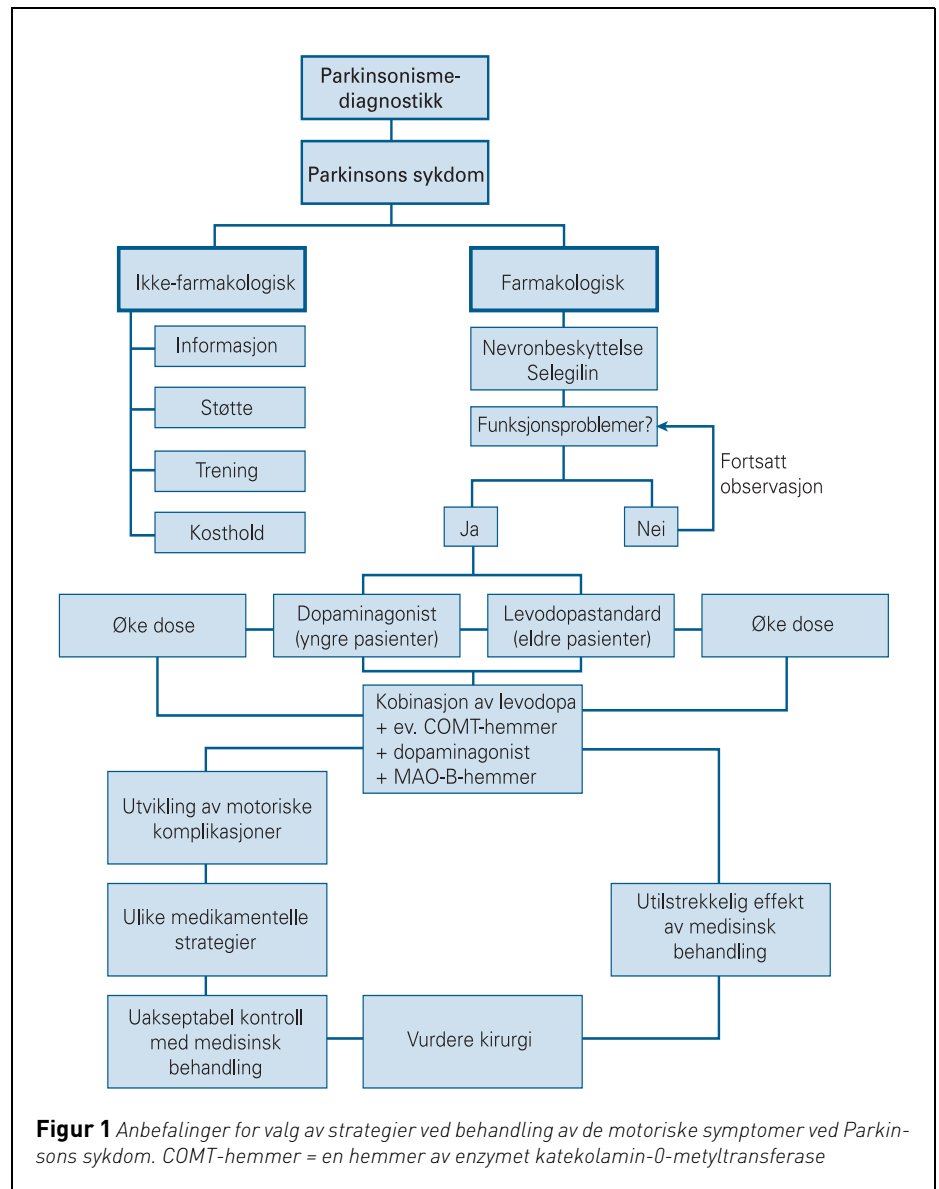 Parkinsonisme-
diagnostikk
Parkinsons sykdom
Ikke-farmakologisk
Farmakologisk
Informasjon
Støtte
Trening
Kosthold
Nevronbeskyttelse
Selegilin
Funksjonsproblemer?
Fortsatt
observasjon
Ja
Nei
Øke dose
Dopaminagonist
(yngre pasienter)
Levodopastandard
(eldre pasienter)
Øke dose
Kobinasjon av levodopa
+ ev. COMT-hemmer
+ dopaminagonist
+ MAO-B-hemmer
Utvikling av motoriske
komplikasjoner
Ulike medikamentelle
strategier
Utilstrekkelig effekt
av medisinsk
behandling
Uakseptabel kontroll
med medisinsk
behandling
Vurdere kirurgi
Figur 1 Anbefalinger for valg av strategier ved behandling av de motoriske symptomer ved Parkin-
sons sykdom. COMT-hemmer = en hemmer av enzymet katekolamin-0-metyltransferase